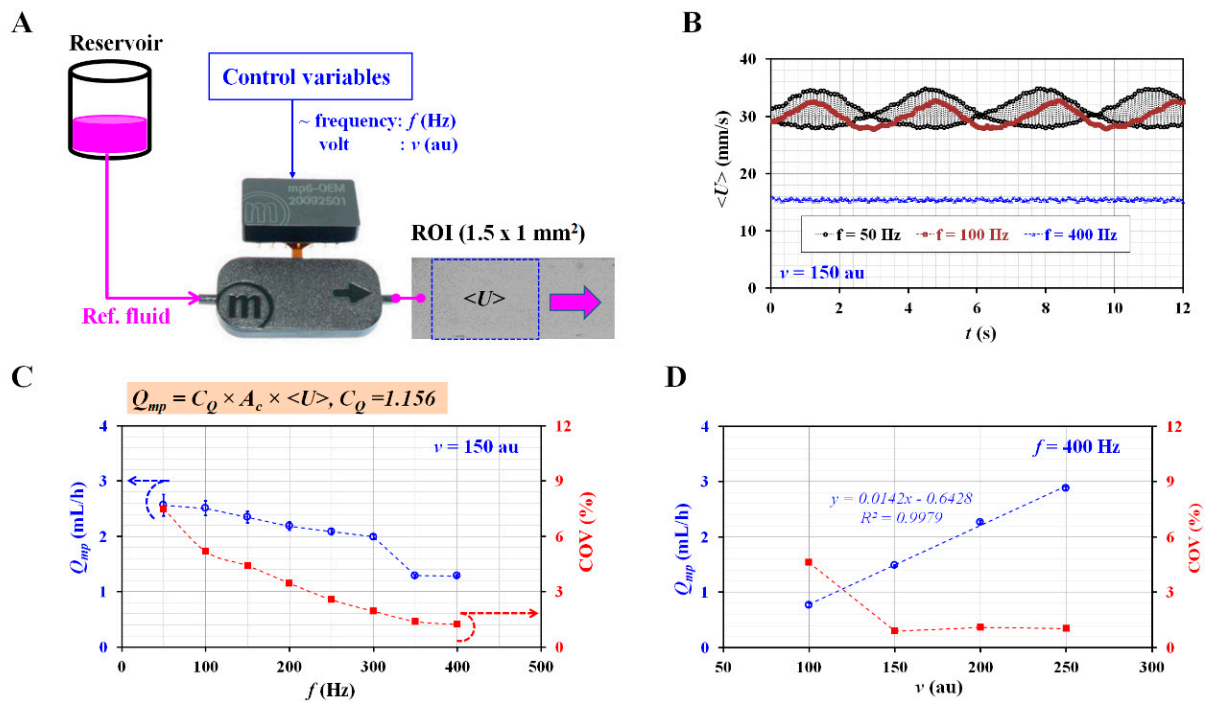 A
Reservoir
Control variables
~ frequency: f (Hz)
volt : v (au)
mp6-OEM
20092501
m
m
Ref. fluid
ROI (1.5 x 1 mm²)
<U>
B
<U> (mm/s)
40
30
20
10
0
f = 50 Hz
f = 100 Hz
f = 400 Hz
v = 150 au
0 2 4 6 8 10 12
t (s)
C
Q_mp = C_Q × A_c × <U>, C_Q =1.156
v = 150 au
Q_mp (mL/h)
4
3
2
1
0
COV (%)
12
9
6
3
0
0 100 200 300 400 500
f (Hz)
D
f = 400 Hz
y = 0.0142x - 0.6428
R² = 0.9979
Q_mp (mL/h)
4
3
2
1
0
COV (%)
12
9
6
3
0
50 100 150 200 250 300
v (au)